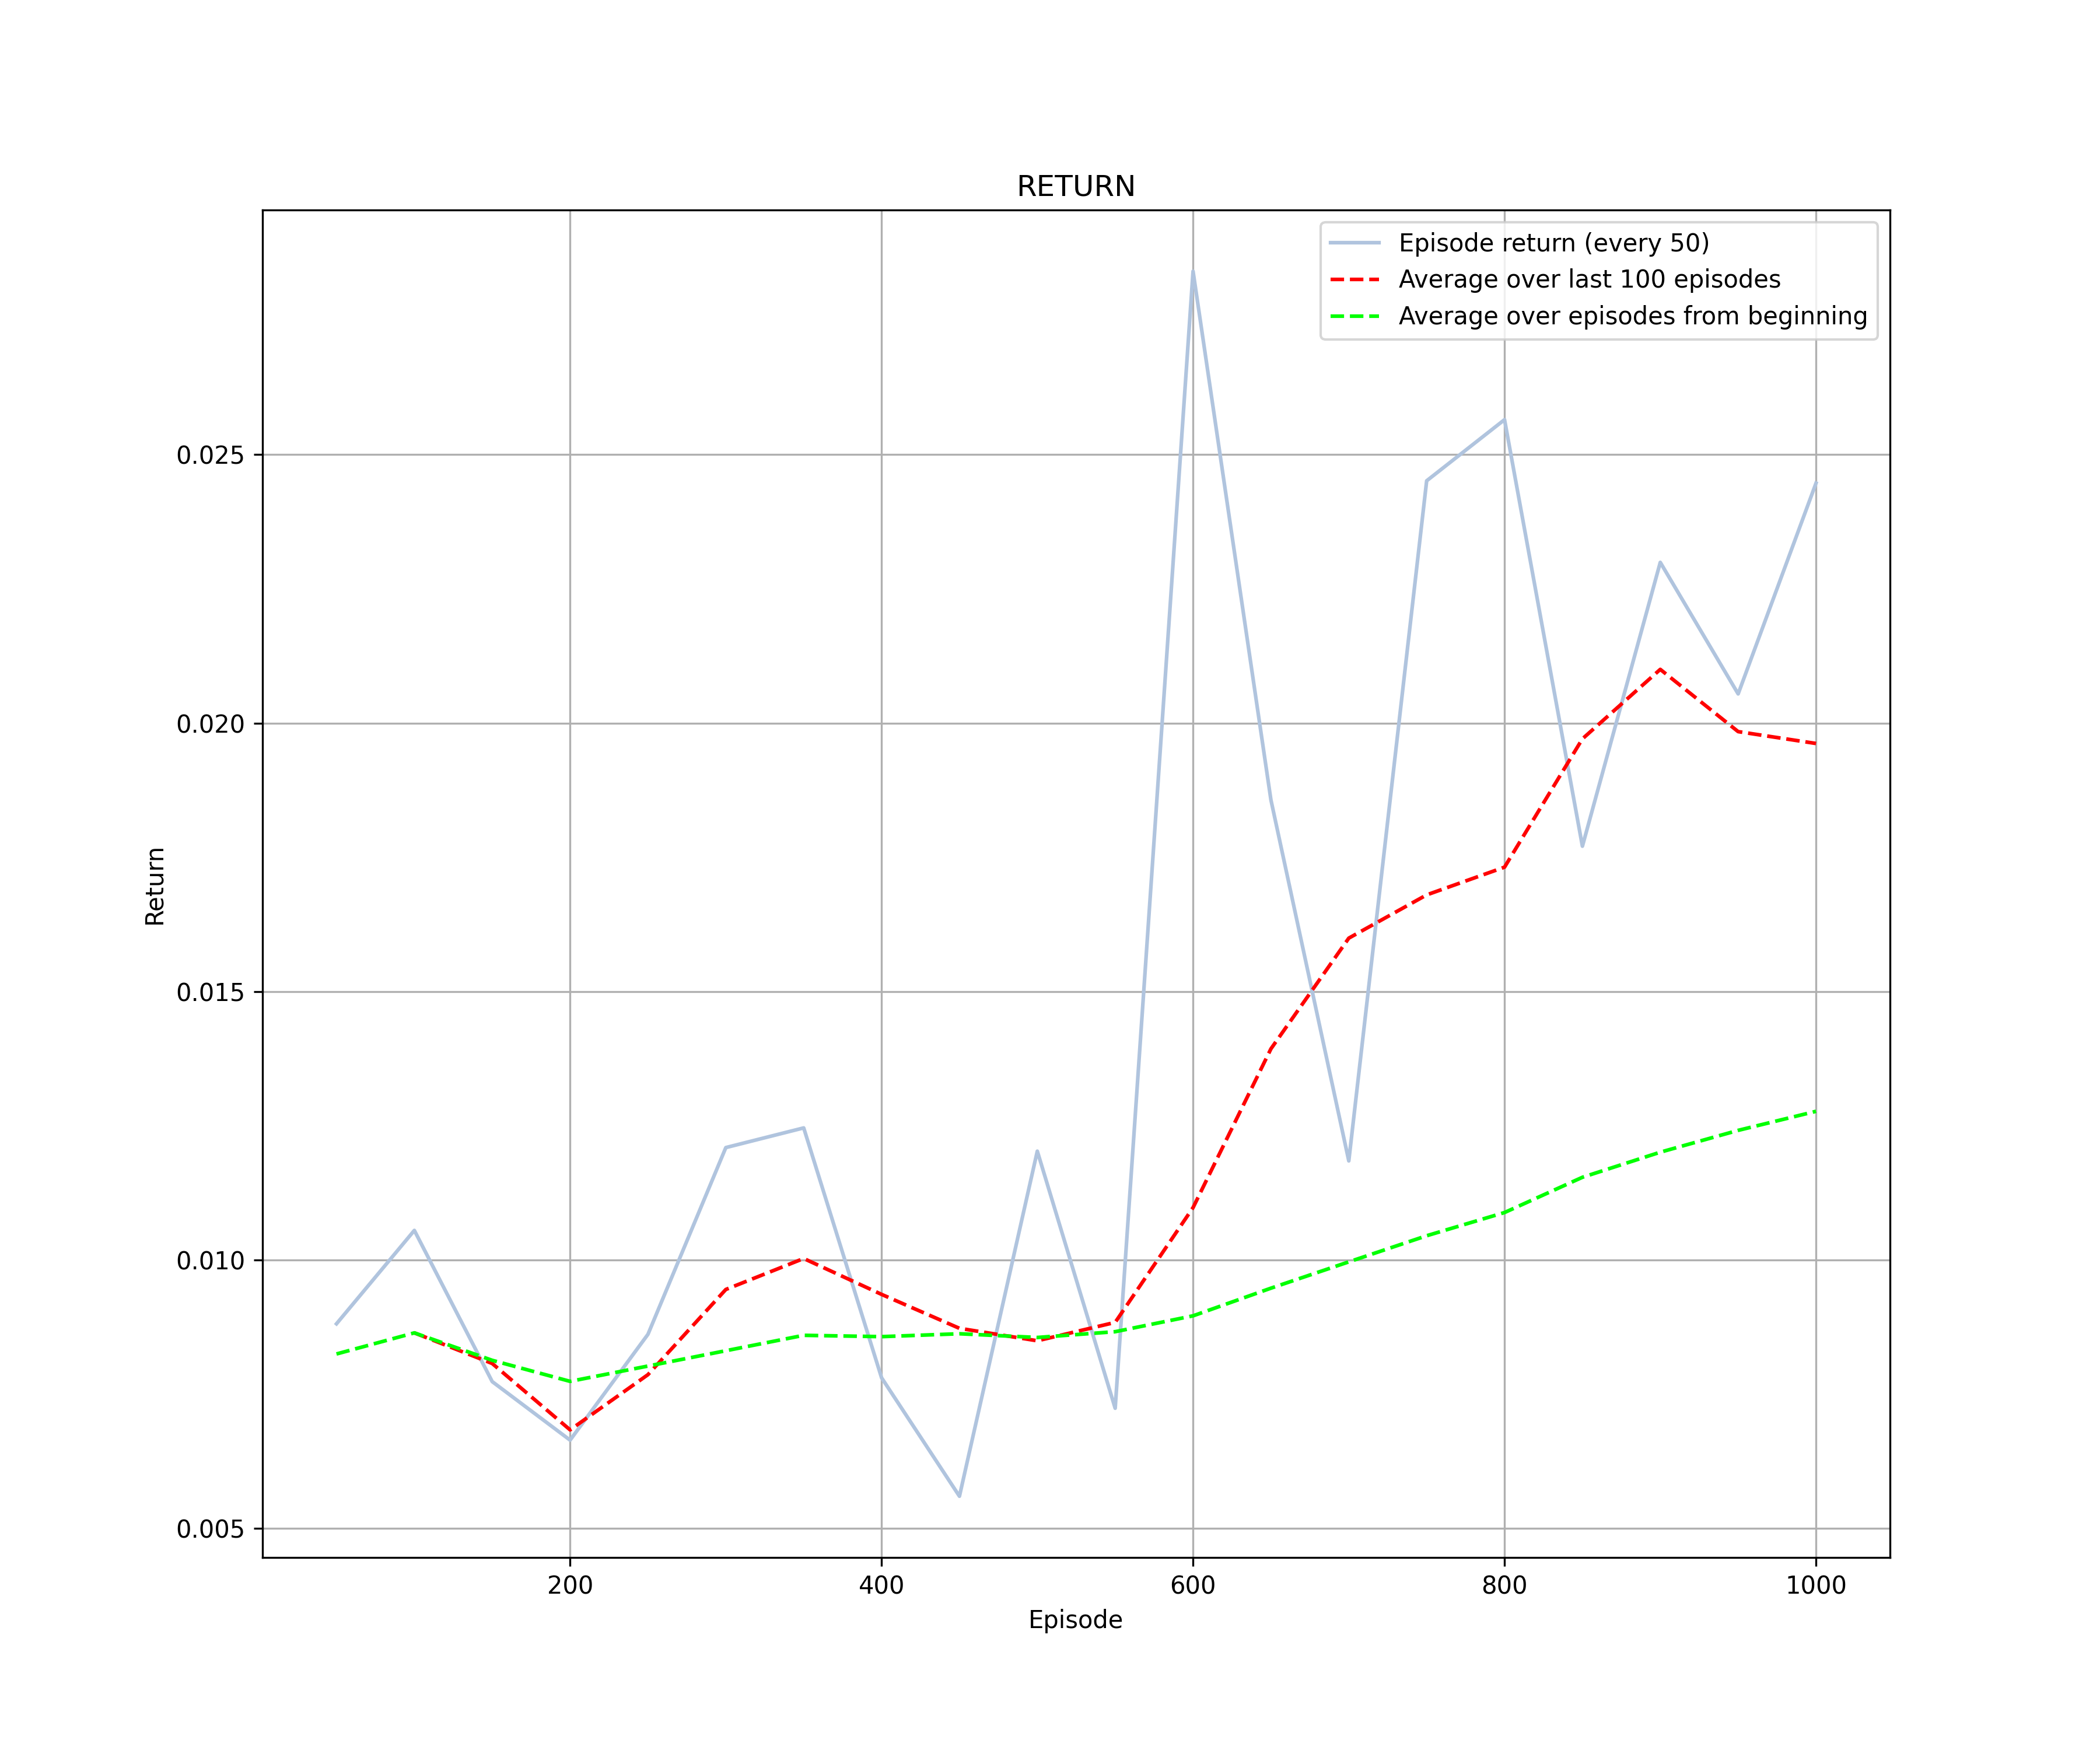 RETURN
Episode return (every 50)
Average over last 100 episodes
Average over episodes from beginning
0.025
0.020
0.015
0.010
0.005
Return
200 400 600 800 1000
Episode